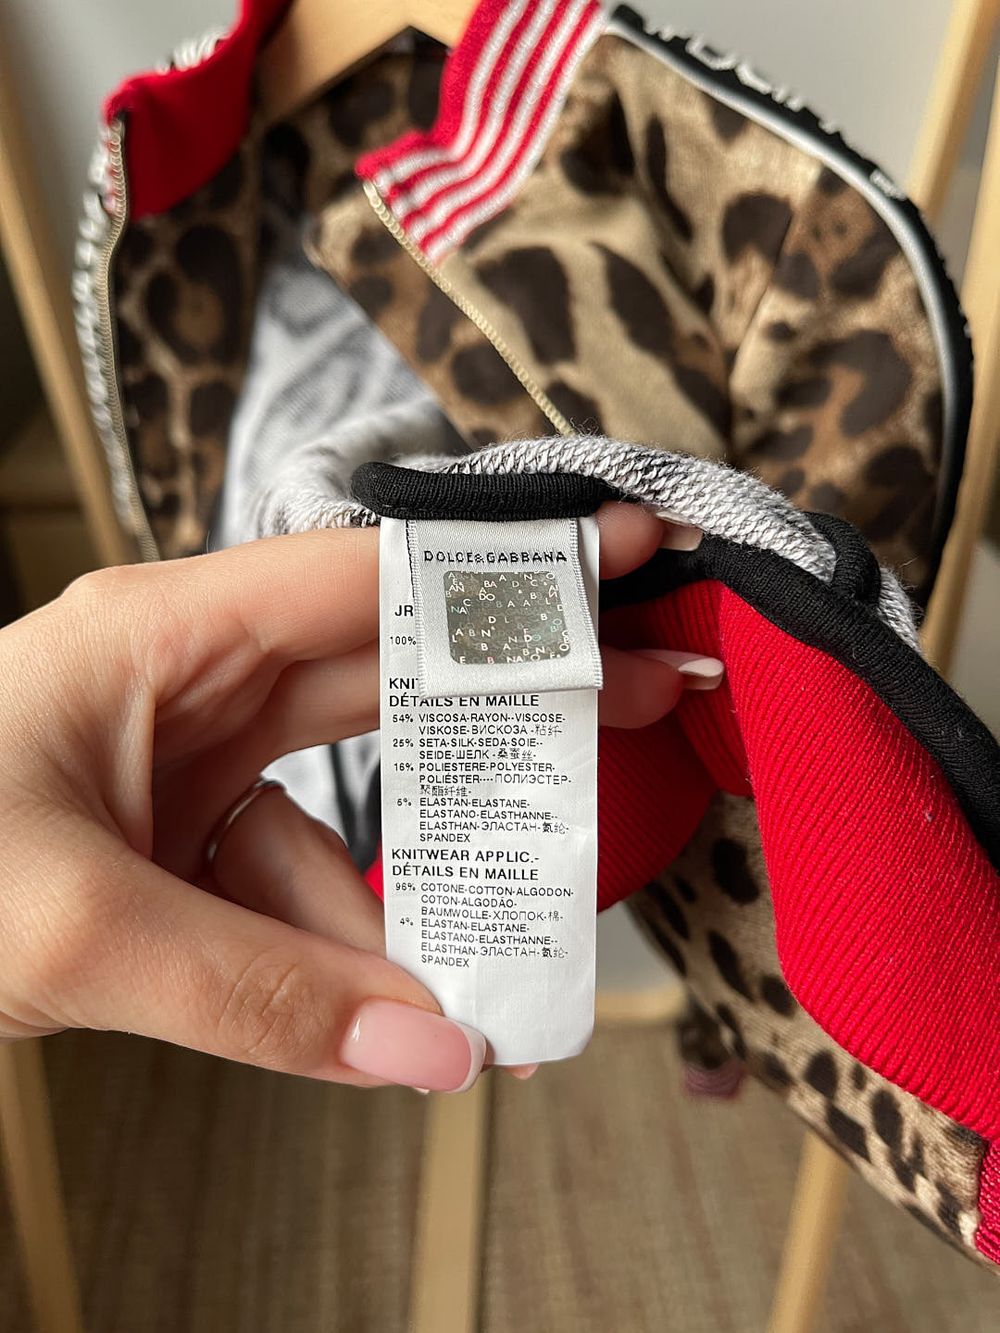 DOLCE&GABBANA
JR
100%
KNIT
DÉTAILS EN MAILLE
54% VISCOSA-RAYON--VISCOSE-
VISKOSE-ВИСКОЗА -粘纤-
25% SETA-SILK-SEDA-SOIE--
SEIDE-ШЕЛК -桑蚕丝-
16% POLIESTERE-POLYESTER-
POLIÉSTER----ПОЛИЭСТЕР-
聚酯纤维-
5% ELASTAN-ELASTANE-
ELASTANO-ELASTHANNE--
ELASTHAN-ЭЛАСТАН-氨纶-
SPANDEX
KNITWEAR APPLIC.-
DÉTAILS EN MAILLE
96% COTONE-COTTON-ALGODON-
COTON-ALGODÃO-
BAUMWOLLE-ХЛОПОК-棉-
4% ELASTAN-ELASTANE-
ELASTANO-ELASTHANNE--
ELASTHAN-ЭЛАСТАН-氨纶-
SPANDEX